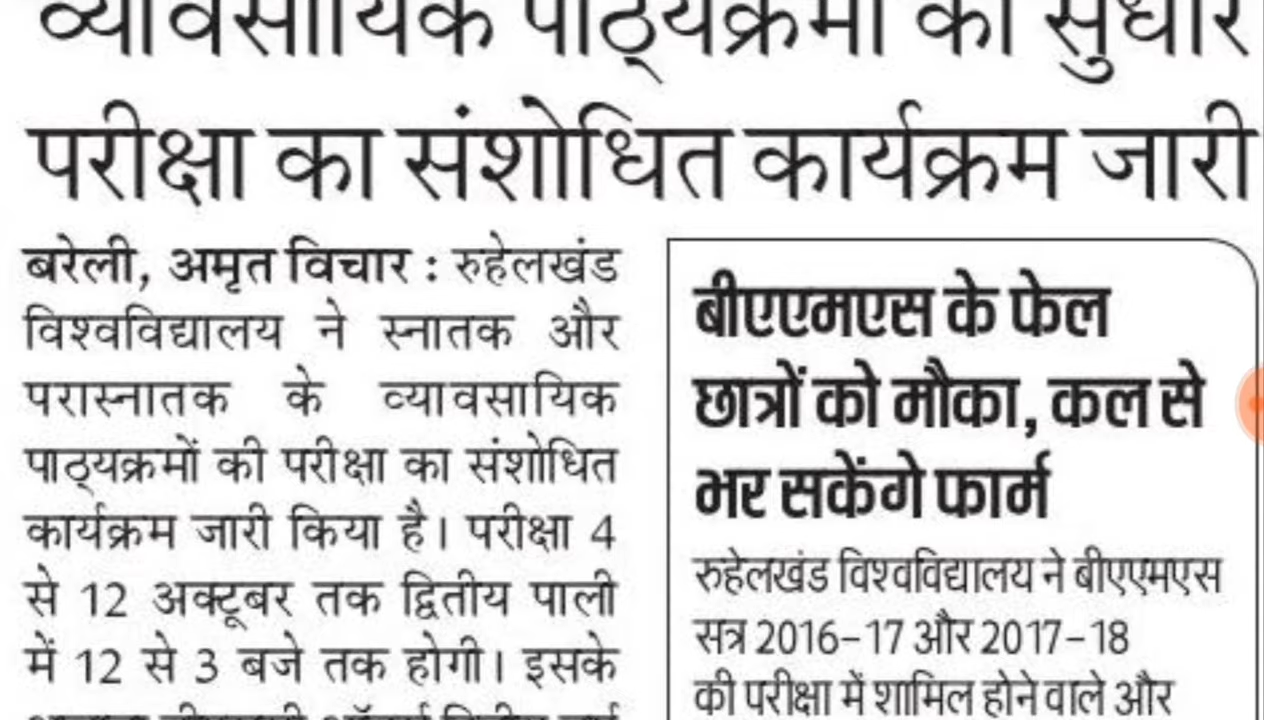 व्यावसायिक पाठ्यक्रमों की सुधार
परीक्षा का संशोधित कार्यक्रम जारी
बरेली, अमृत विचार : रुहेलखंड
विश्वविद्यालय ने स्नातक और
परास्नातक के व्यावसायिक
पाठ्यक्रमों की परीक्षा का संशोधित
कार्यक्रम जारी किया है। परीक्षा 4
से 12 अक्टूबर तक द्वितीय पाली
में 12 से 3 बजे तक होगी। इसके
बीएएमएस के फेल
छात्रों को मौका, कल से
भर सकेंगे फार्म
रुहेलखंड विश्वविद्यालय ने बीएएमएस
सत्र 2016-17 और 2017-18
की परीक्षा में शामिल होने वाले और